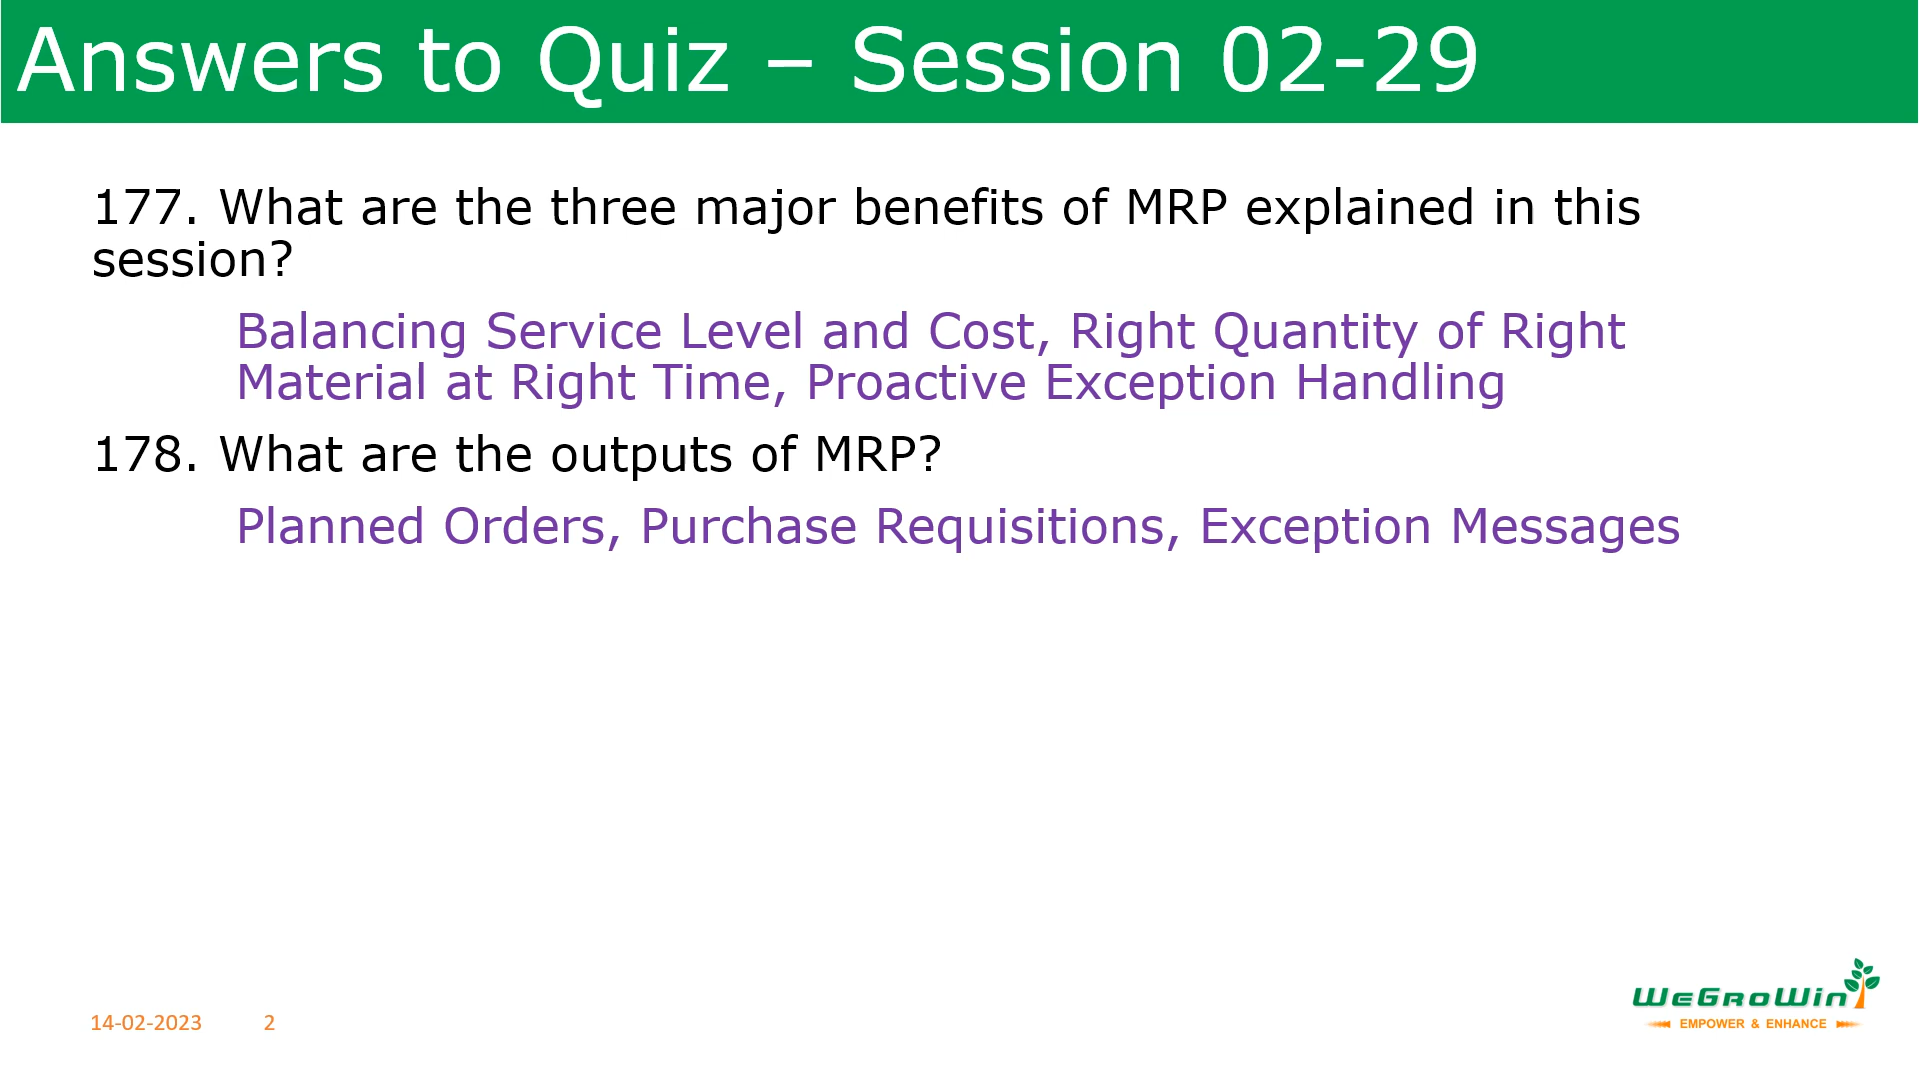 Answers to Quiz – Session 02-29
177. What are the three major benefits of MRP explained in this
session?
Balancing Service Level and Cost, Right Quantity of Right
Material at Right Time, Proactive Exception Handling
178. What are the outputs of MRP?
Planned Orders, Purchase Requisitions, Exception Messages
14-02-2023 2
WeGroWin
EMPOWER & ENHANCE